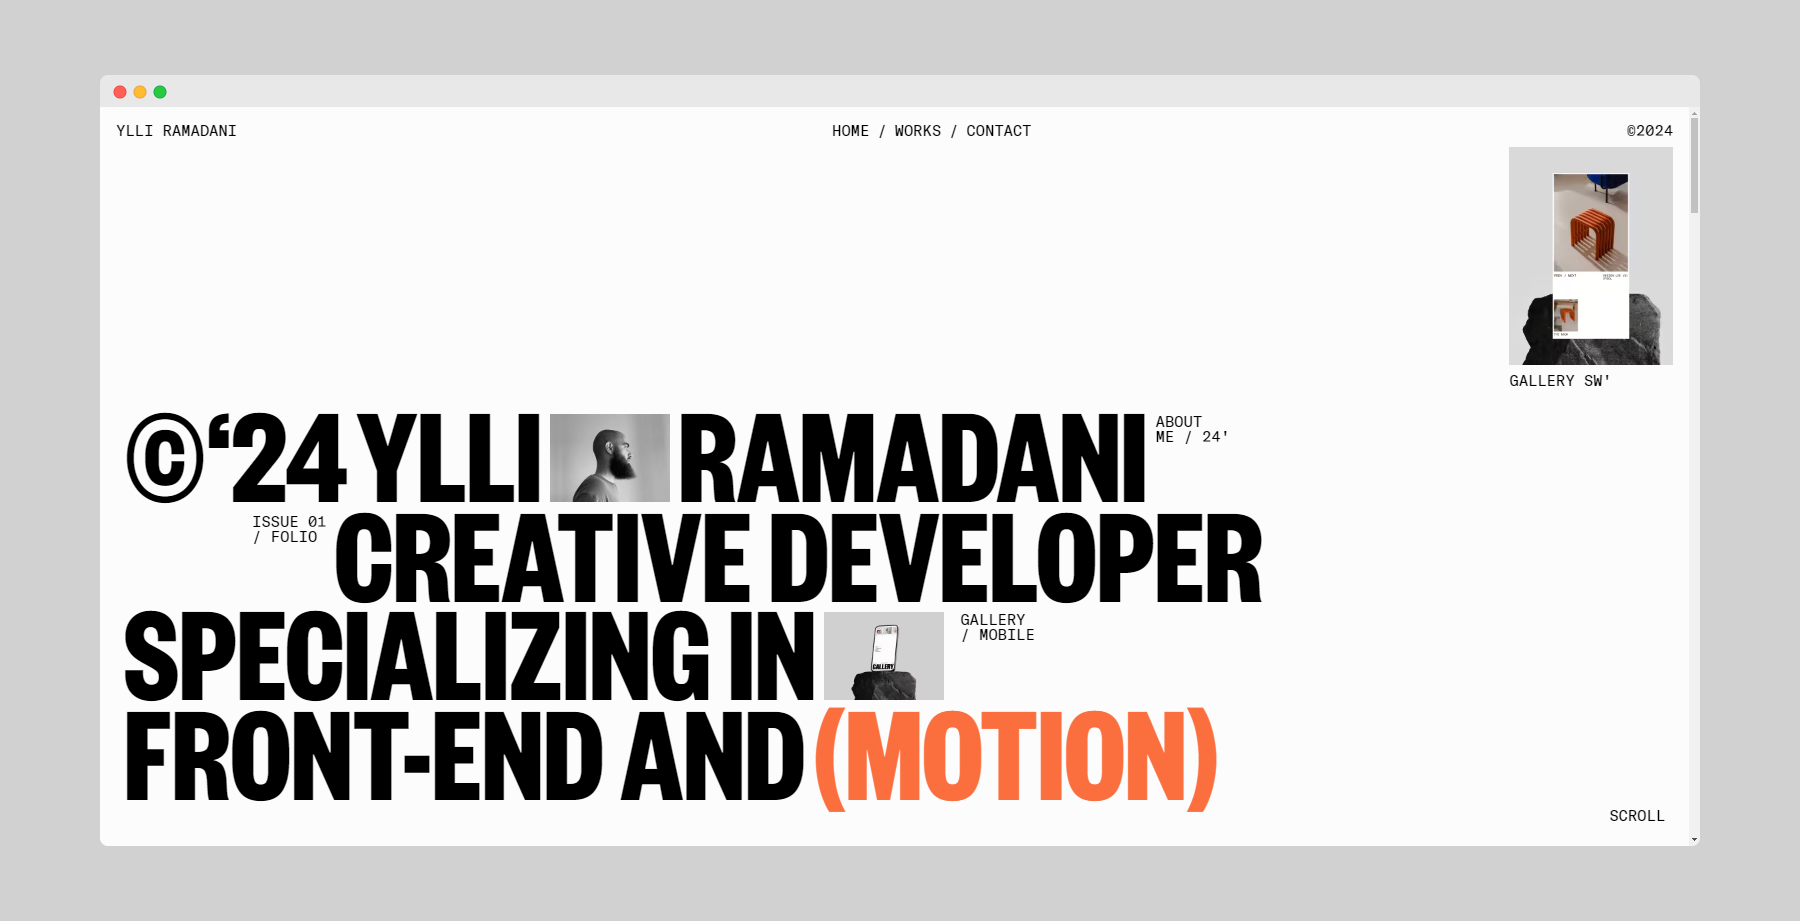 YLLI RAMADANI
HOME / WORKS / CONTACT
©2024
GALLERY SW'
©‘24 YLLI RAMADANI
ABOUT
ME / 24'
ISSUE 01
/ FOLIO
CREATIVE DEVELOPER
SPECIALIZING IN
GALLERY
GALLERY
/ MOBILE
FRONT-END AND (MOTION)
SCROLL